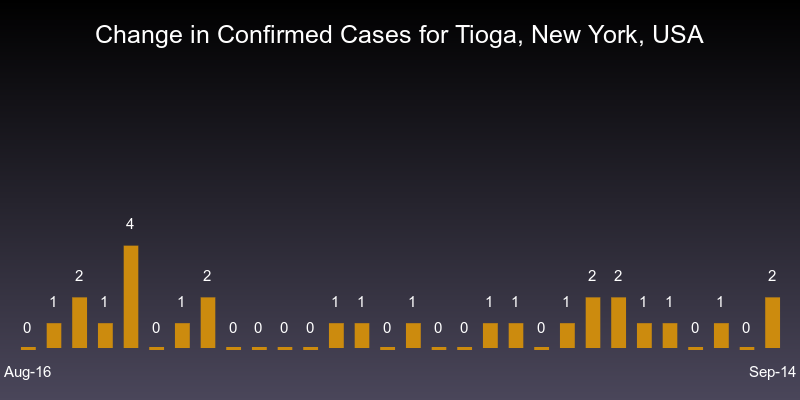 Change in Confirmed Cases for Tioga, New York, USA
4
2 2 2 2 2
1 1 1 1 1 1 1 1 1 1 1 1
0 0 0 0 0 0 0 0 0 0 0 0
Aug-16 Sep-14